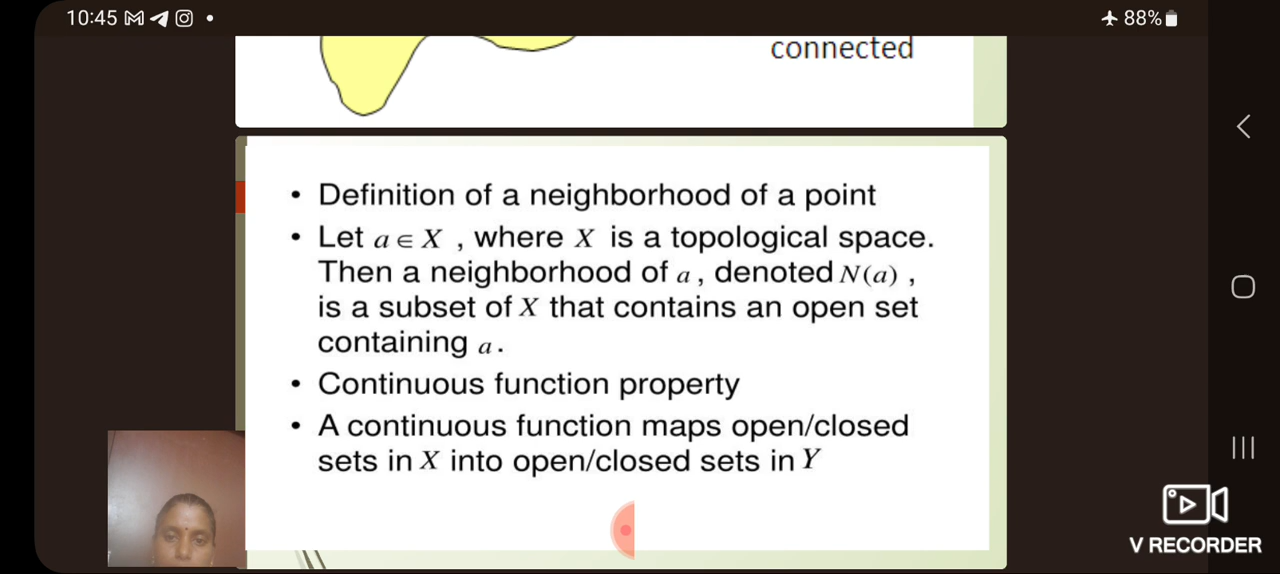 10:45
88%
connected
• Definition of a neighborhood of a point
• Let a ∈ X , where X is a topological space.
Then a neighborhood of a , denoted N(a) ,
is a subset of X that contains an open set
containing a .
• Continuous function property
• A continuous function maps open/closed
sets in X into open/closed sets in Y
V RECORDER